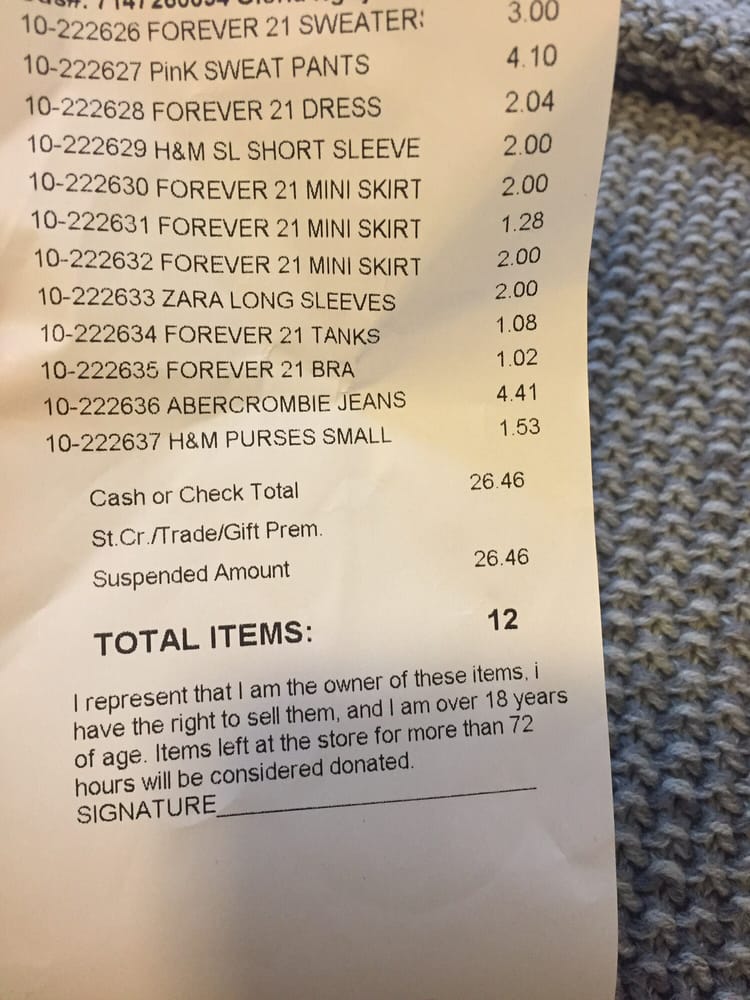 10-222626 FOREVER 21 SWEATER 3.00
10-222627 PinK SWEAT PANTS 4.10
10-222628 FOREVER 21 DRESS 2.04
10-222629 H&M SL SHORT SLEEVE 2.00
10-222630 FOREVER 21 MINI SKIRT 2.00
10-222631 FOREVER 21 MINI SKIRT 1.28
10-222632 FOREVER 21 MINI SKIRT 2.00
10-222633 ZARA LONG SLEEVES 2.00
10-222634 FOREVER 21 TANKS 1.08
10-222635 FOREVER 21 BRA 1.02
10-222636 ABERCROMBIE JEANS 4.41
10-222637 H&M PURSES SMALL 1.53
Cash or Check Total 26.46
St.Cr./Trade/Gift Prem.
Suspended Amount 26.46
TOTAL ITEMS: 12
I represent that I am the owner of these items, i
have the right to sell them, and I am over 18 years
of age. Items left at the store for more than 72
hours will be considered donated.
SIGNATURE